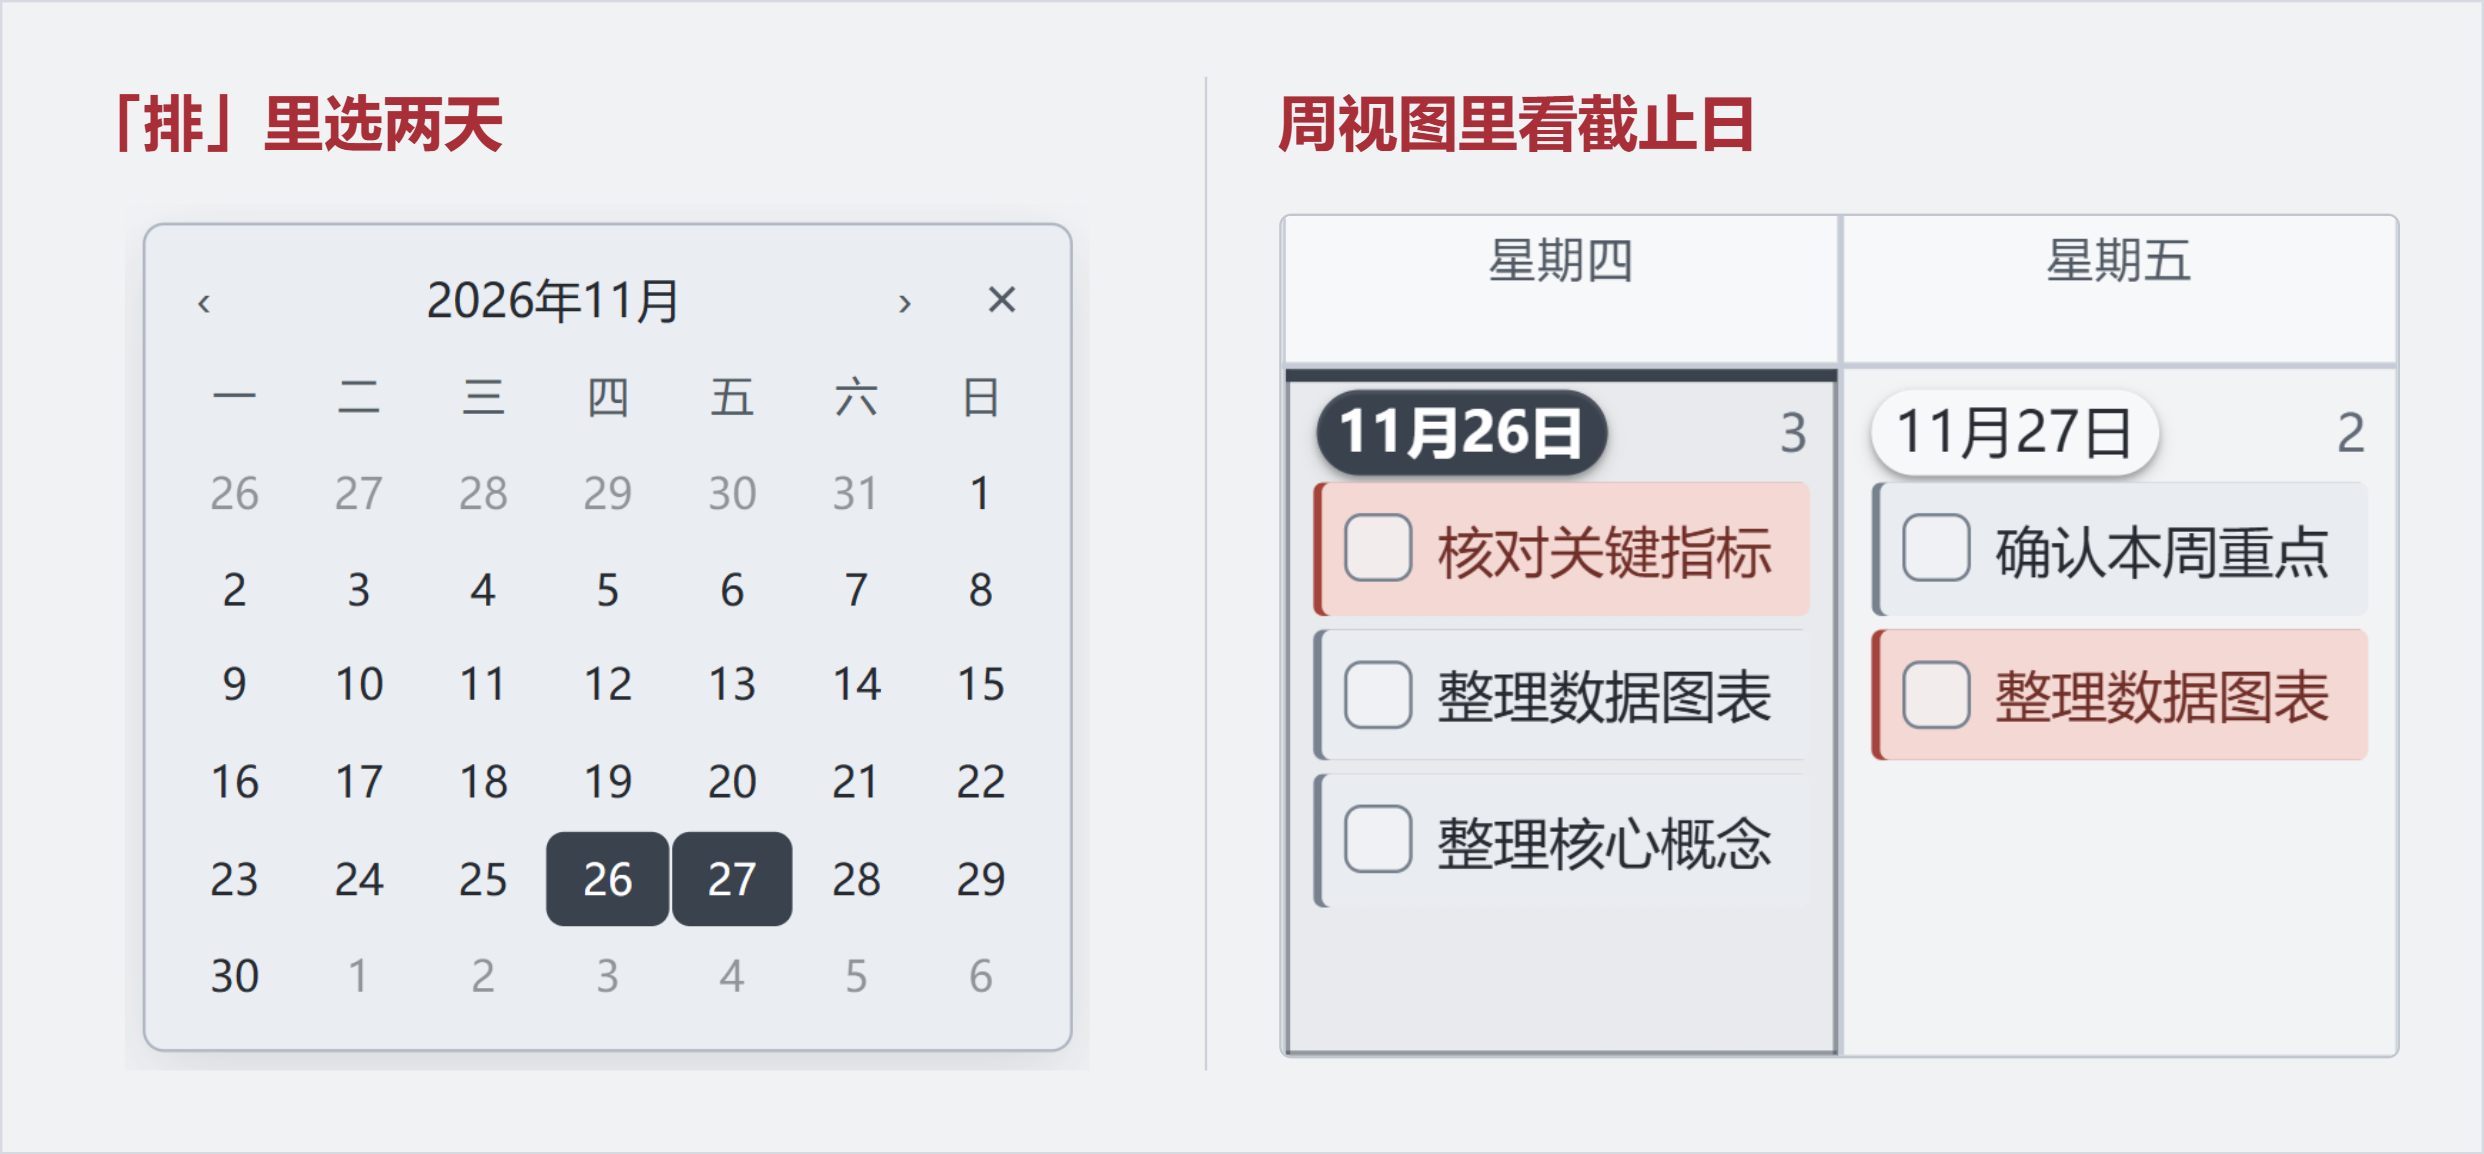 「排」里选两天
‹ 2026年11月 › ×
一 二 三 四 五 六 日
26 27 28 29 30 31 1
2 3 4 5 6 7 8
9 10 11 12 13 14 15
16 17 18 19 20 21 22
23 24 25 26 27 28 29
30 1 2 3 4 5 6
周视图里看截止日
星期四
11月26日 3
核对关键指标
整理数据图表
整理核心概念
星期五
11月27日 2
确认本周重点
整理数据图表